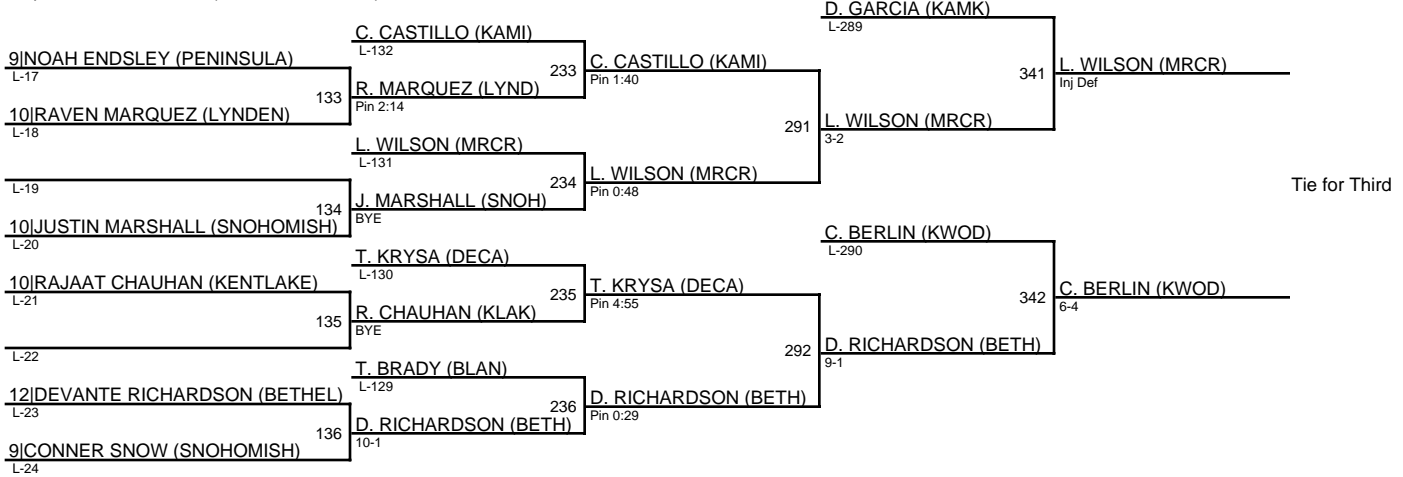 D. GARCIA (KAMK)
L-289
C. CASTILLO (KAMI)
L-132
9|NOAH ENDSLEY (PENINSULA)
L-17
233
C. CASTILLO (KAMI)
Pin 1:40
341
L. WILSON (MRCR)
Inj Def
133
R. MARQUEZ (LYND)
Pin 2:14
10|RAVEN MARQUEZ (LYNDEN)
L-18
291
L. WILSON (MRCR)
3-2
L. WILSON (MRCR)
L-131
L-19
234
L. WILSON (MRCR)
Pin 0:48
Tie for Third
134
J. MARSHALL (SNOH)
BYE
10|JUSTIN MARSHALL (SNOHOMISH)
L-20
C. BERLIN (KWOD)
L-290
T. KRYSA (DECA)
L-130
10|RAJAAT CHAUHAN (KENTLAKE)
L-21
235
T. KRYSA (DECA)
Pin 4:55
342
C. BERLIN (KWOD)
6-4
135
R. CHAUHAN (KLAK)
BYE
L-22
292
D. RICHARDSON (BETH)
9-1
T. BRADY (BLAN)
L-129
12|DEVANTE RICHARDSON (BETHEL)
L-23
236
D. RICHARDSON (BETH)
Pin 0:29
136
D. RICHARDSON (BETH)
10-1
9|CONNER SNOW (SNOHOMISH)
L-24